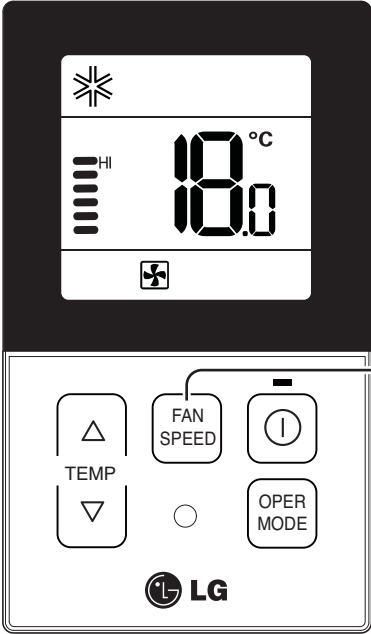 HI
18.0
°C
FAN
SPEED
TEMP
OPER
MODE
LG